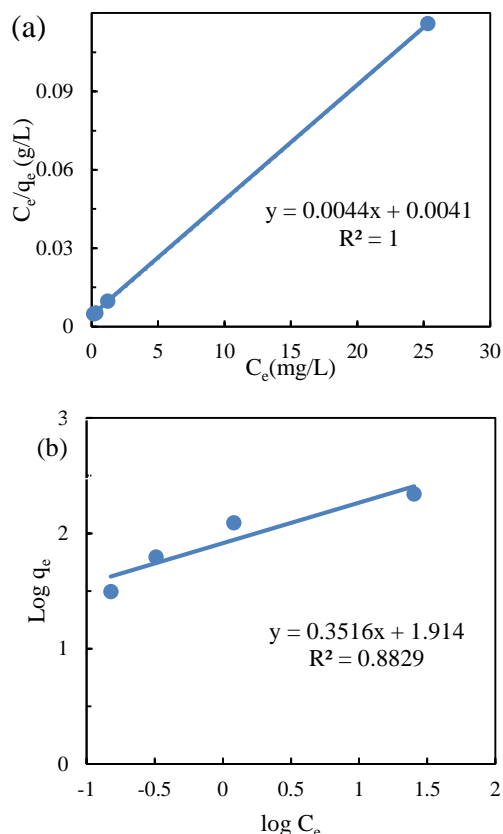 (a)
0.09
0.06
0.03
0
C_e/q_e (g/L)
y = 0.0044x + 0.0041
R² = 1
0 5 10 15 20 25 30
C_e(mg/L)
(b)
3
2
1
0
Log q_e
y = 0.3516x + 1.914
R² = 0.8829
-1 -0.5 0 0.5 1 1.5 2
log C_e